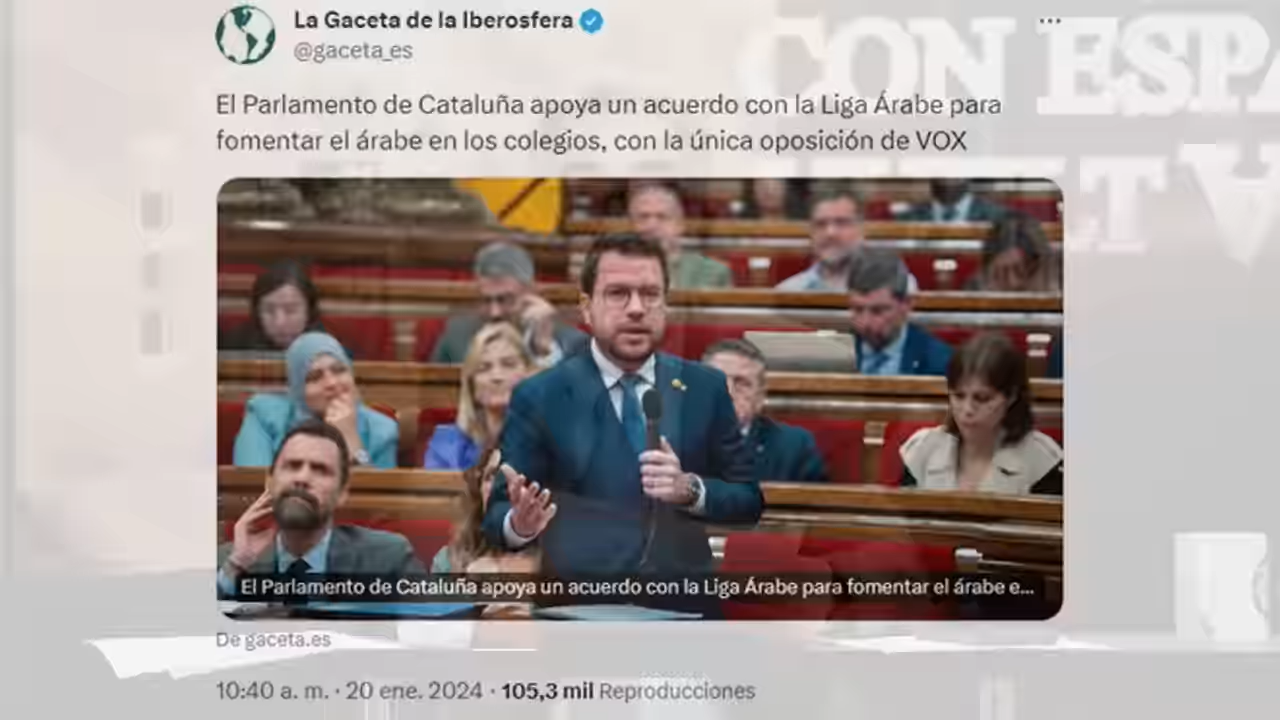 La Gaceta de la Iberosfera
@gaceta_es
...
CON ESPA
El Parlamento de Cataluña apoya un acuerdo con la Liga Árabe para
fomentar el árabe en los colegios, con la única oposición de VOX
El Parlamento de Cataluña apoya un acuerdo con la Liga Árabe para fomentar el árabe e...
De gaceta.es
10:40 a. m. · 20 ene. 2024 · 105,3 mil Reproducciones